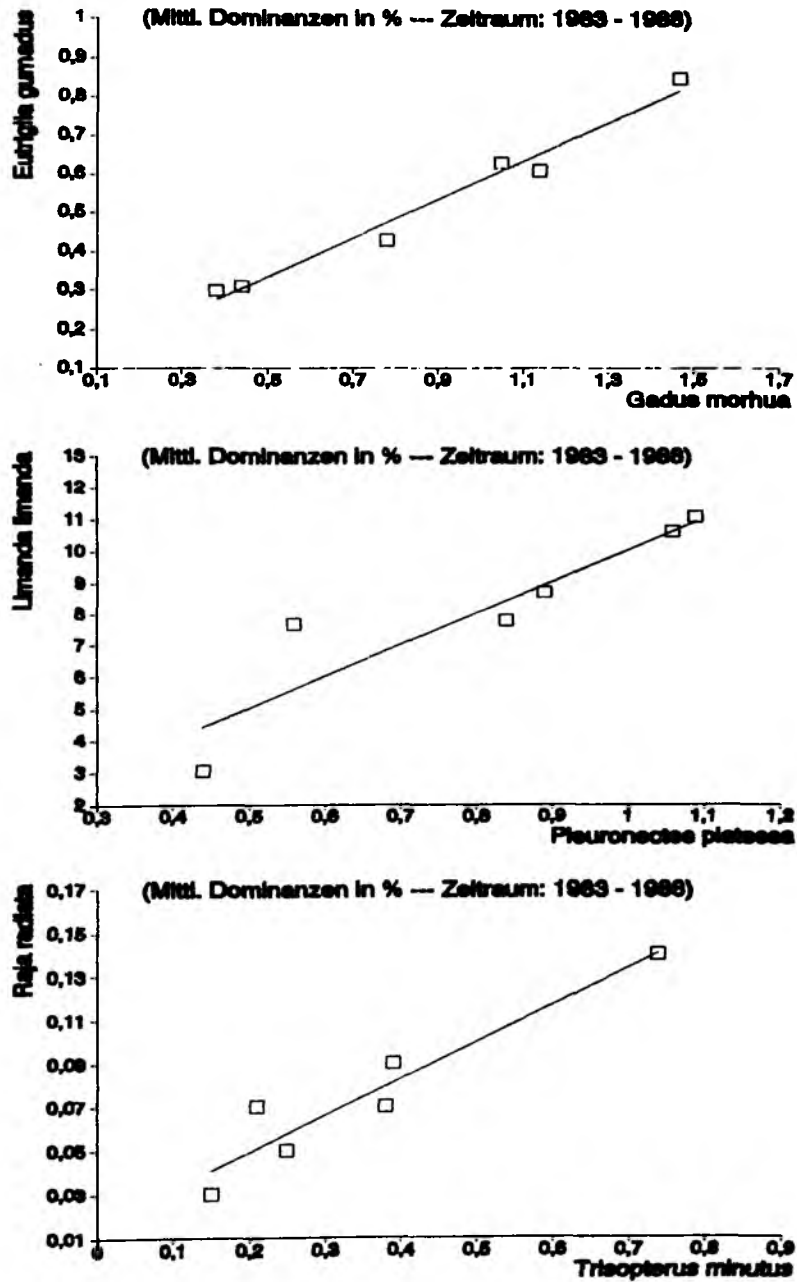 (Mittl. Dominanzen in % --- Zeitraum: 1983 - 1988)
Eutriglia gurnadus
1
0,9
0,8
0,7
0,6
0,5
0,4
0,3
0,2
0,1
0,1 0,3 0,5 0,7 0,9 1,1 1,3 1,5 1,7
Gadus morhua
(Mittl. Dominanzen in % --- Zeitraum: 1983 - 1988)
Limanda limanda
13
12
11
10
9
8
7
6
5
4
3
2
0,3 0,4 0,5 0,6 0,7 0,8 0,9 1 1,1 1,2
Pleuronectes platessa
(Mittl. Dominanzen in % --- Zeitraum: 1983 - 1988)
Raja radiata
0,17
0,15
0,13
0,11
0,09
0,07
0,05
0,03
0,01
0 0,1 0,2 0,3 0,4 0,5 0,6 0,7 0,8 0,9
Trisopterus minutus